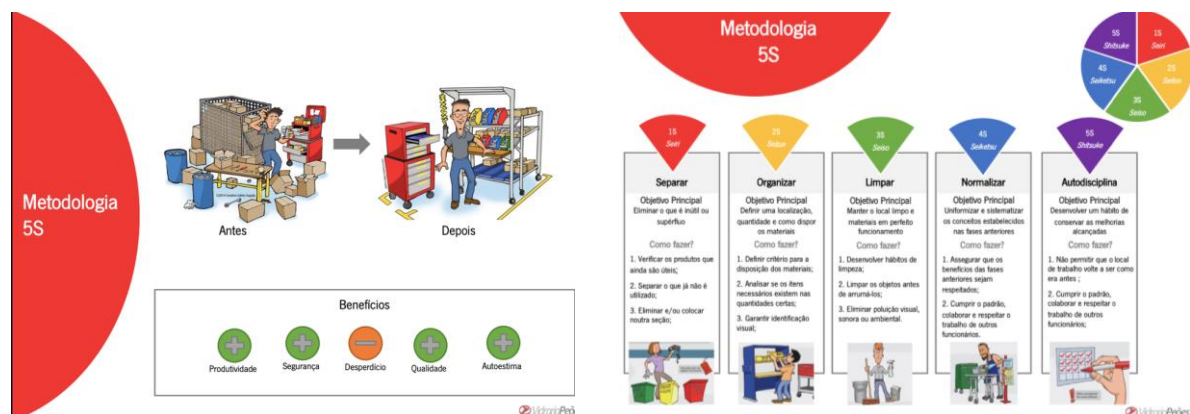 Metodologia
5S
Antes
Depois
Benefícios
Produtividade
Segurança
Desperdício
Qualidade
Autoestima
Metodologia
5S
5S
Shitsuke
1S
Seiri
4S
Seiketsu
2S
Seiton
3S
Seiso
1S
Seiri
Separar
Objetivo Principal
Eliminar o que é inútil ou
supérfluo
Como fazer?
1. Verificar os produtos que
ainda são úteis;
2. Separar o que já não é
utilizado;
3. Eliminar e/ou colocar
noutra seção;
2S
Seiton
Organizar
Objetivo Principal
Definir uma localização,
quantidade e como dispor
os materiais
Como fazer?
1. Definir critério para a
disposição dos materiais;
2. Analisar se os itens
necessários existem nas
quantidades certas;
3. Garantir identificação
visual;
3S
Seiso
Limpar
Objetivo Principal
Manter o local limpo e
materiais em perfeito
funcionamento
Como fazer?
1. Desenvolver hábitos de
limpeza;
2. Limpar os objetos antes
de arrumá-los;
3. Eliminar poluição visual,
sonora ou ambiental.
4S
Seiketsu
Normalizar
Objetivo Principal
Uniformizar e sistematizar
os conceitos estabelecidos
nas fases anteriores
Como fazer?
1. Assegurar que os
benefícios das fases
anteriores sejam
respeitados;
2. Cumprir o padrão,
colaborar e respeitar o
trabalho de outros
funcionários.
5S
Shitsuke
Autodisciplina
Objetivo Principal
Desenvolver um hábito de
conservar as melhorias
alcançadas
Como fazer?
1. Não permitir que o local
de trabalho volte a ser como
era antes ;
2. Cumprir o padrão,
colaborar e respeitar o
trabalho de outros
funcionários;